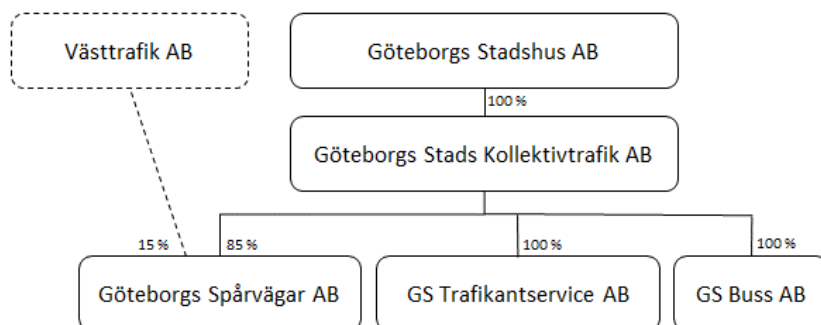 Västtrafik AB
Göteborgs Stadshus AB
100 %
Göteborgs Stads Kollektivtrafik AB
15 %
85 %
100 %
100 %
Göteborgs Spårvägar AB
GS Trafikantservice AB
GS Buss AB